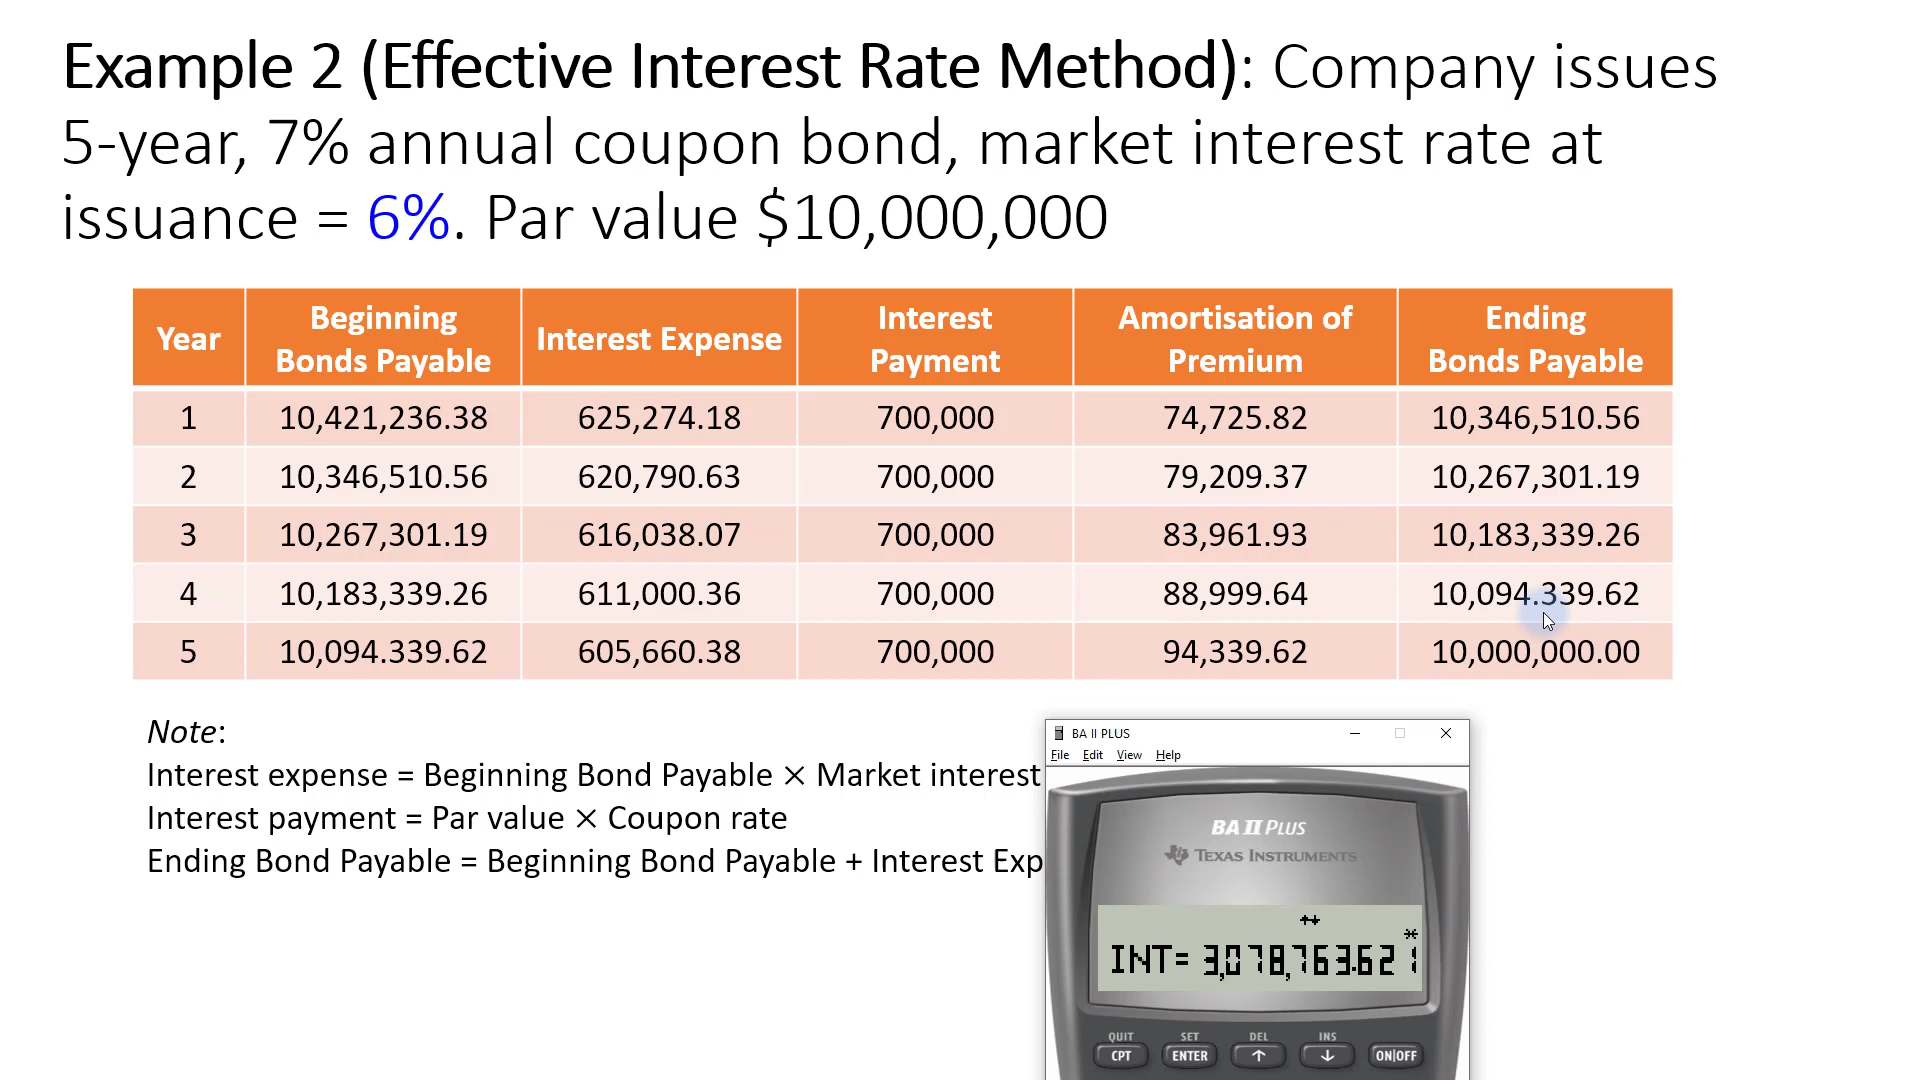 Example 2 (Effective Interest Rate Method): Company issues
5-year, 7% annual coupon bond, market interest rate at
issuance = 6%. Par value $10,000,000
Year Beginning Bonds Payable Interest Expense Interest Payment Amortisation of Premium Ending Bonds Payable
1 10,421,236.38 625,274.18 700,000 74,725.82 10,346,510.56
2 10,346,510.56 620,790.63 700,000 79,209.37 10,267,301.19
3 10,267,301.19 616,038.07 700,000 83,961.93 10,183,339.26
4 10,183,339.26 611,000.36 700,000 88,999.64 10,094.339.62
5 10,094.339.62 605,660.38 700,000 94,339.62 10,000,000.00
Note:
Interest expense = Beginning Bond Payable × Market interest
Interest payment = Par value × Coupon rate
Ending Bond Payable = Beginning Bond Payable + Interest Exp
BA II PLUS
File Edit View Help
BA II PLUS
TEXAS INSTRUMENTS
INT= 3,078,763.621
QUIT SET DEL INS
CPT ENTER ↑ ↓ ON|OFF